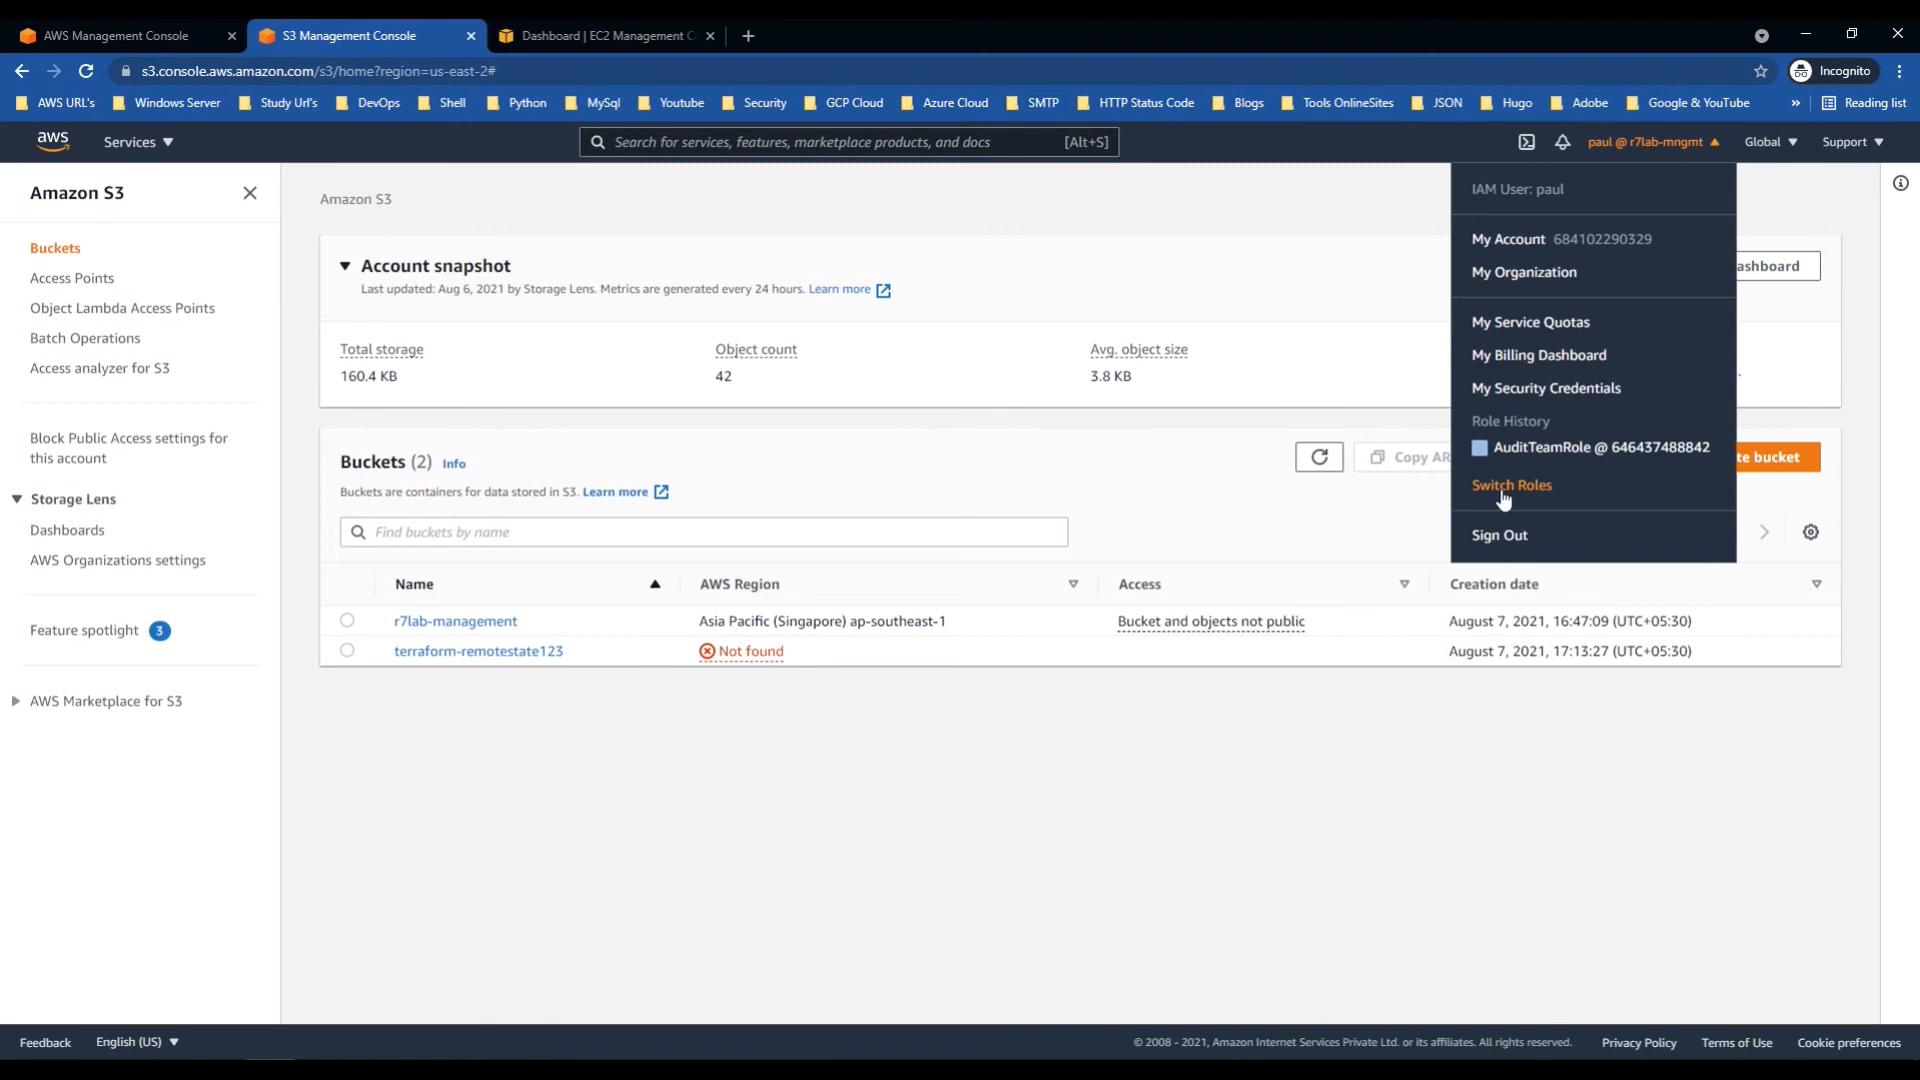 AWS Management Console
S3 Management Console
Dashboard | EC2 Management C
s3.console.aws.amazon.com/s3/home?region=us-east-2#
Incognito
AWS URL's Windows Server Study Url's DevOps Shell Python MySql Youtube Security GCP Cloud Azure Cloud SMTP HTTP Status Code Blogs Tools OnlineSites JSON Hugo Adobe Google & YouTube » Reading list
aws
Services
Search for services, features, marketplace products, and docs [Alt+S]
paul @ r7lab-mngmt
Global
Support
Amazon S3
Buckets
Access Points
Object Lambda Access Points
Batch Operations
Access analyzer for S3
Block Public Access settings for
this account
Storage Lens
Dashboards
AWS Organizations settings
Feature spotlight 3
AWS Marketplace for S3
Amazon S3
Account snapshot
Last updated: Aug 6, 2021 by Storage Lens. Metrics are generated every 24 hours. Learn more
ashboard
Total storage
160.4 KB
Object count
42
Avg. object size
3.8 KB
Buckets (2) Info
Buckets are containers for data stored in S3. Learn more
Copy AR
te bucket
Find buckets by name
Name AWS Region Access Creation date
r7lab-management Asia Pacific (Singapore) ap-southeast-1 Bucket and objects not public August 7, 2021, 16:47:09 (UTC+05:30)
terraform-remotestate123 Not found August 7, 2021, 17:13:27 (UTC+05:30)
IAM User: paul
My Account 684102290329
My Organization
My Service Quotas
My Billing Dashboard
My Security Credentials
Role History
AuditTeamRole @ 646437488842
Switch Roles
Sign Out
Feedback
English (US)
© 2008 - 2021, Amazon Internet Services Private Ltd. or its affiliates. All rights reserved.
Privacy Policy
Terms of Use
Cookie preferences